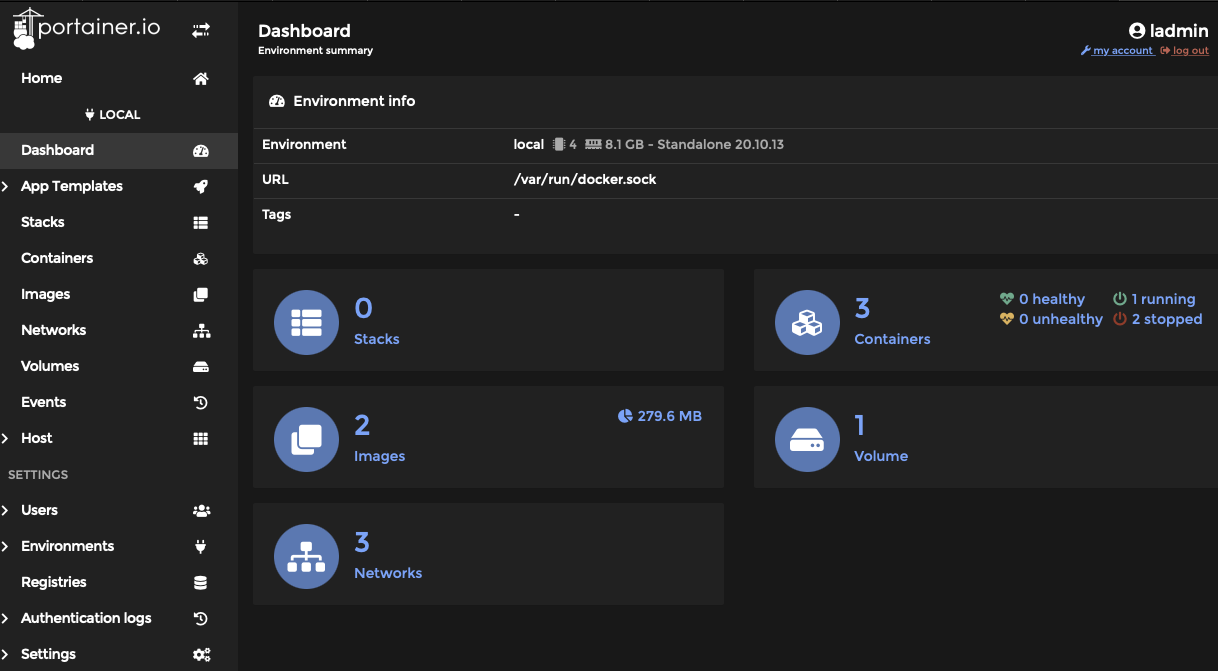 portainer.io
Home
LOCAL
Dashboard
App Templates
Stacks
Containers
Images
Networks
Volumes
Events
Host
SETTINGS
Users
Environments
Registries
Authentication logs
Settings
Dashboard
Environment summary
ladmin
my account log out
Environment info
Environment local 4 8.1 GB - Standalone 20.10.13
URL /var/run/docker.sock
Tags -
0
Stacks
3
Containers
0 healthy 1 running
0 unhealthy 2 stopped
2
Images
279.6 MB
1
Volume
3
Networks